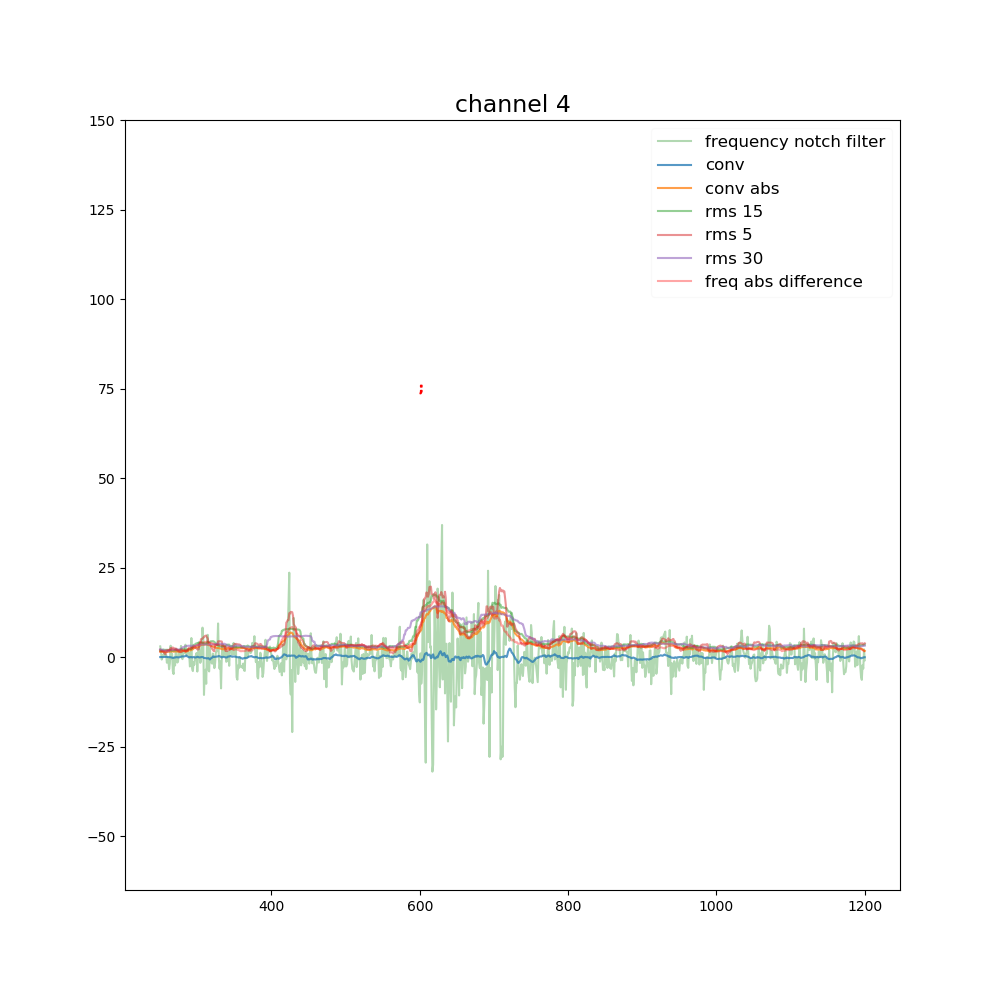 channel 4
150
125
100
75
50
25
0
−25
−50
400 600 800 1000 1200
frequency notch filter
conv
conv abs
rms 15
rms 5
rms 30
freq abs difference
;